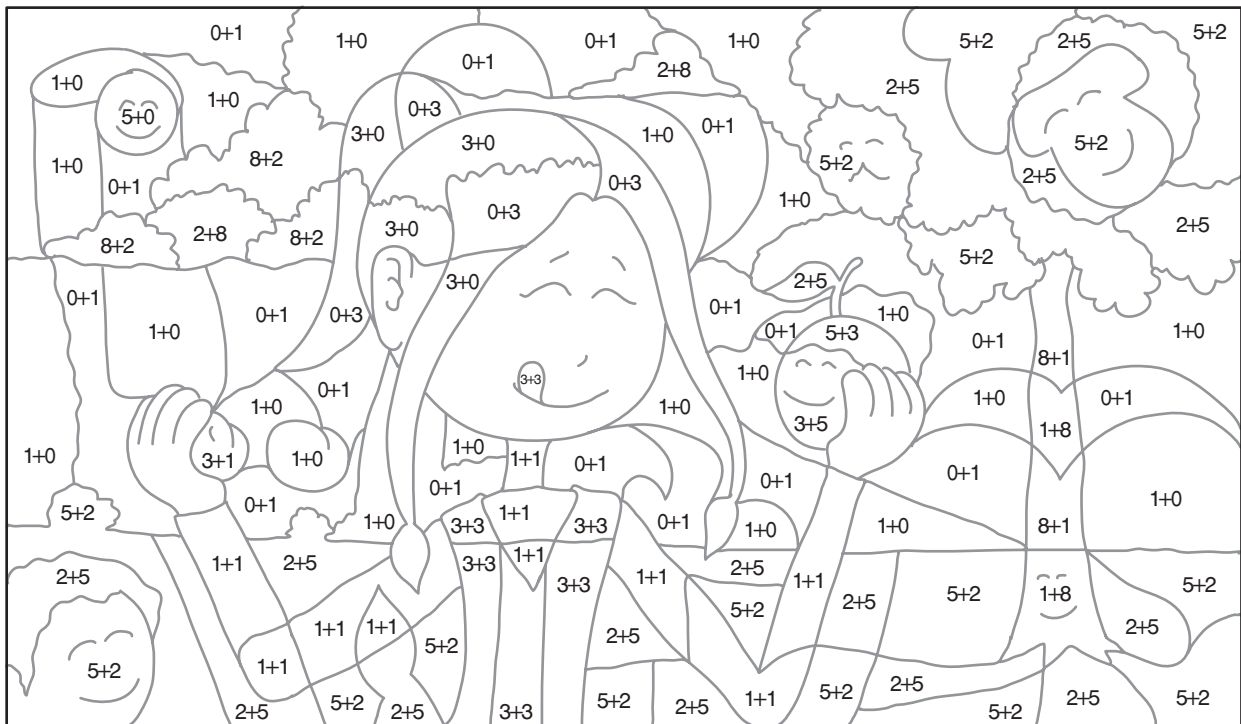 0+1 1+0 0+1 0+1 1+0 5+2 2+5 5+2
1+0 1+0 2+8 2+5
5+0 3+0 0+3 3+0 1+0 0+1 5+2
1+0 0+1 8+2 0+3 5+2 2+5
8+2 2+8 8+2 3+0 0+3 1+0 5+2 2+5
0+1 1+0 0+1 0+3 3+0 0+1 2+5 1+0
0+1 5+3 0+1 8+1 1+0
3+3 1+0 3+5 1+0 0+1
1+0 0+1 1+0 1+8
1+0 3+1 1+0 1+0 1+1 0+1 0+1 0+1 1+0
5+2 0+1 1+0 0+1 3+3 1+1 3+3 0+1 1+0 1+0 8+1
2+5 1+1 2+5 3+3 1+1 3+3 1+1 2+5 1+1 2+5 5+2 1+8 5+2
5+2 1+1 1+1 1+1 5+2 2+5 5+2 2+5
2+5 5+2 2+5 3+3 5+2 2+5 1+1 5+2 2+5 5+2 2+5 5+2